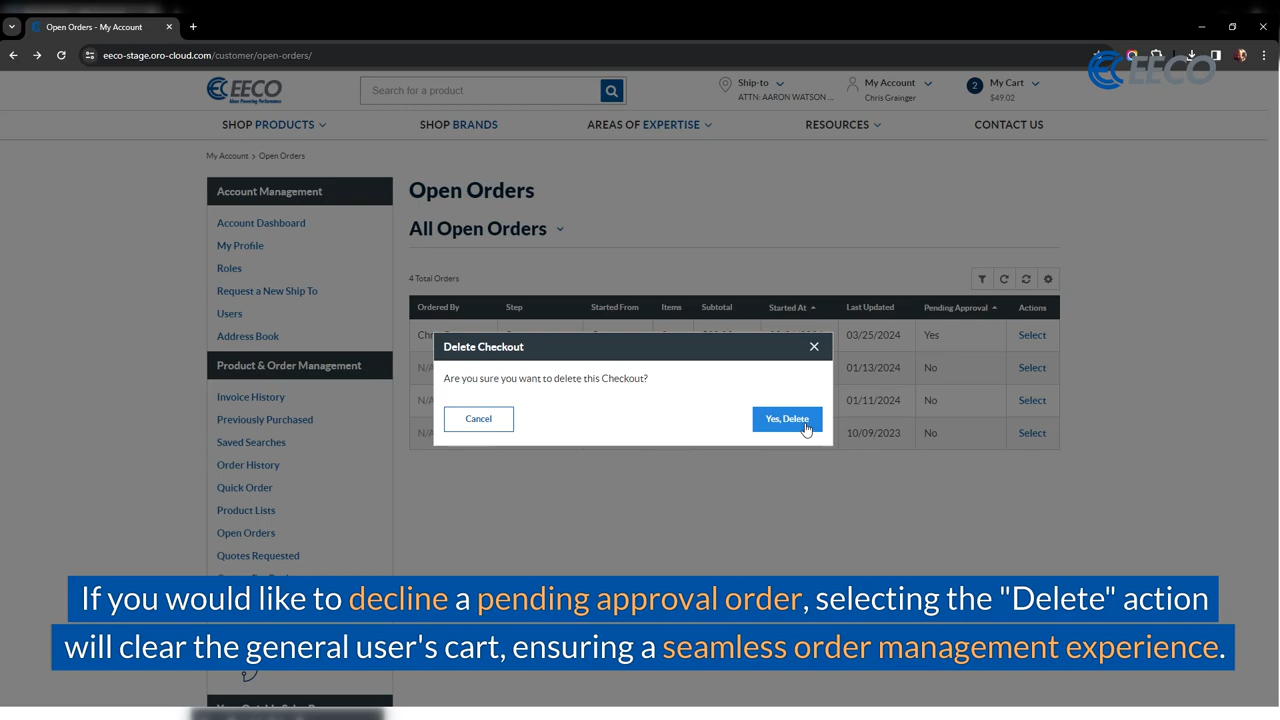 Open Orders - My Account
eeco-stage.oro-cloud.com/customer/open-orders/
EECO
EECO
Search for a product
Ship-to
ATTN: AARON WATSON ...
My Account
Chris Grainger
2 My Cart
$49.02
SHOP PRODUCTS SHOP BRANDS AREAS OF EXPERTISE RESOURCES CONTACT US
My Account > Open Orders
Account Management
Account Dashboard
My Profile
Roles
Request a New Ship To
Users
Address Book
Product & Order Management
Invoice History
Previously Purchased
Saved Searches
Order History
Quick Order
Product Lists
Open Orders
Quotes Requested
Open Orders
All Open Orders
4 Total Orders
Ordered By Step Started From Items Subtotal Started At Last Updated Pending Approval Actions
03/25/2024 Yes Select
01/13/2024 No Select
01/11/2024 No Select
10/09/2023 No Select
Delete Checkout
Are you sure you want to delete this Checkout?
Cancel Yes, Delete
If you would like to decline a pending approval order, selecting the "Delete" action
will clear the general user's cart, ensuring a seamless order management experience.